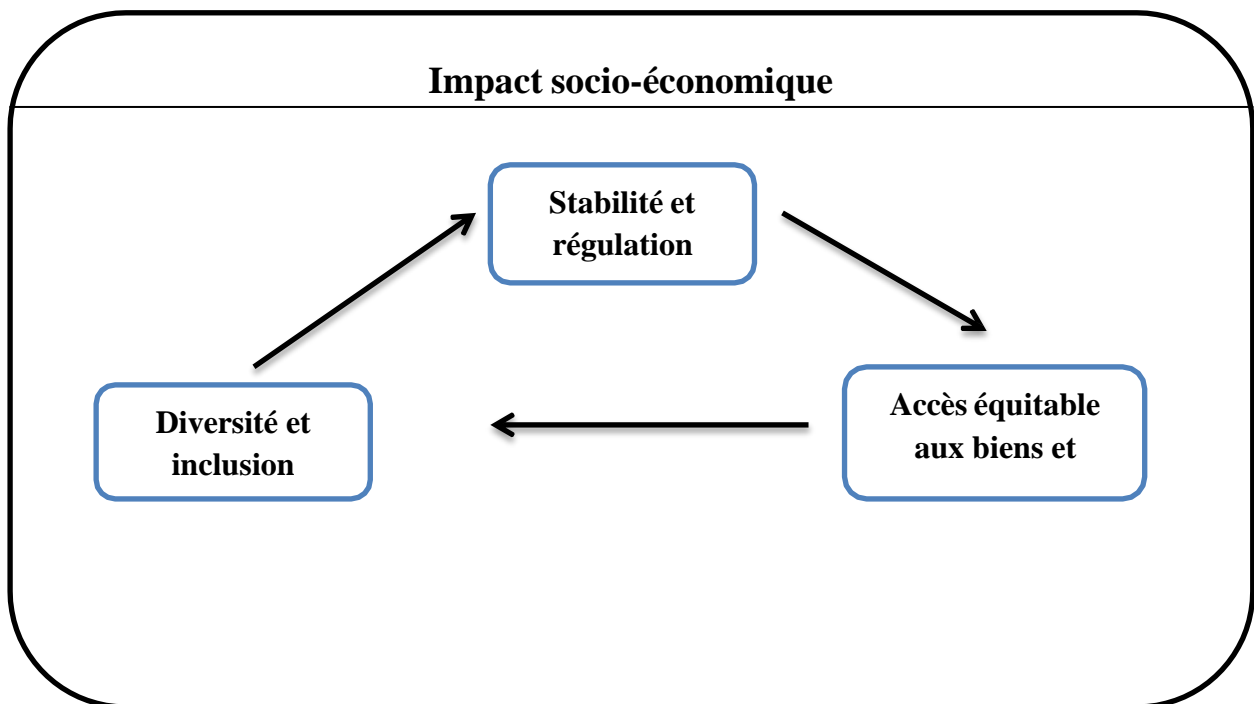 Impact socio-économique
Stabilité et
régulation
Accès équitable
aux biens et
Diversité et
inclusion